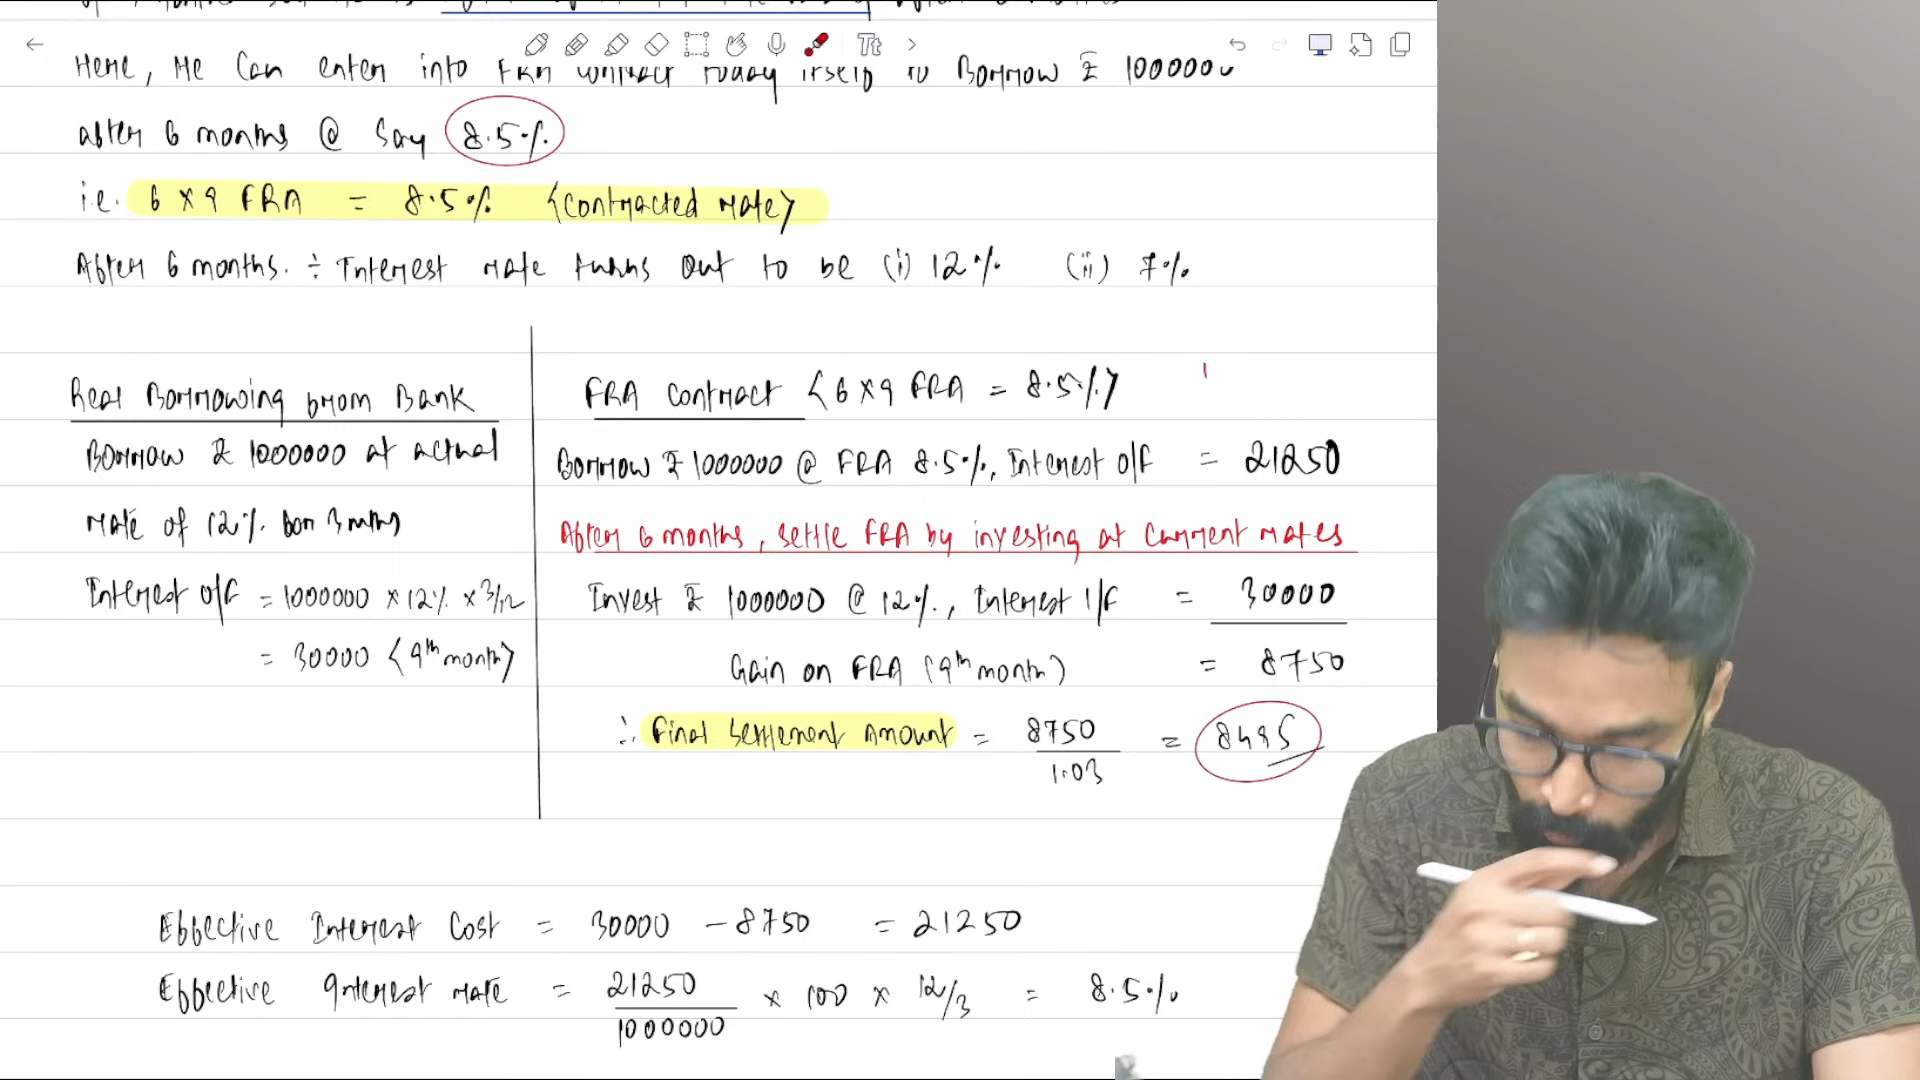 Here, He Can enter into FRA contract today itself to Borrow ₹ 1000000
after 6 months @ Say 8.5%
i.e. 6 x 9 FRA = 8.5% {Contracted rate}
After 6 months. ÷ Interest rate turns out to be (i) 12% (ii) 7%
Real Borrowing from Bank
Borrow ₹ 1000000 at actual
rate of 12% for 3 mths
Interest o/f = 1000000 x 12% x 3/12
= 30000 {9th month}
FRA Contract {6 x 9 FRA = 8.5%}
Borrow ₹ 1000000 @ FRA 8.5%, Interest o/f = 21250
After 6 months, settle FRA by investing at current rates
Invest ₹ 1000000 @ 12%, Interest I/f = 30000
Gain on FRA (9th month) = 8750
∴ Final Settlement Amount = 8750/1.03 = 8495
Effective Interest Cost = 30000 - 8750 = 21250
Effective Interest rate = 21250/1000000 x 100 x 12/3 = 8.5%
Tt